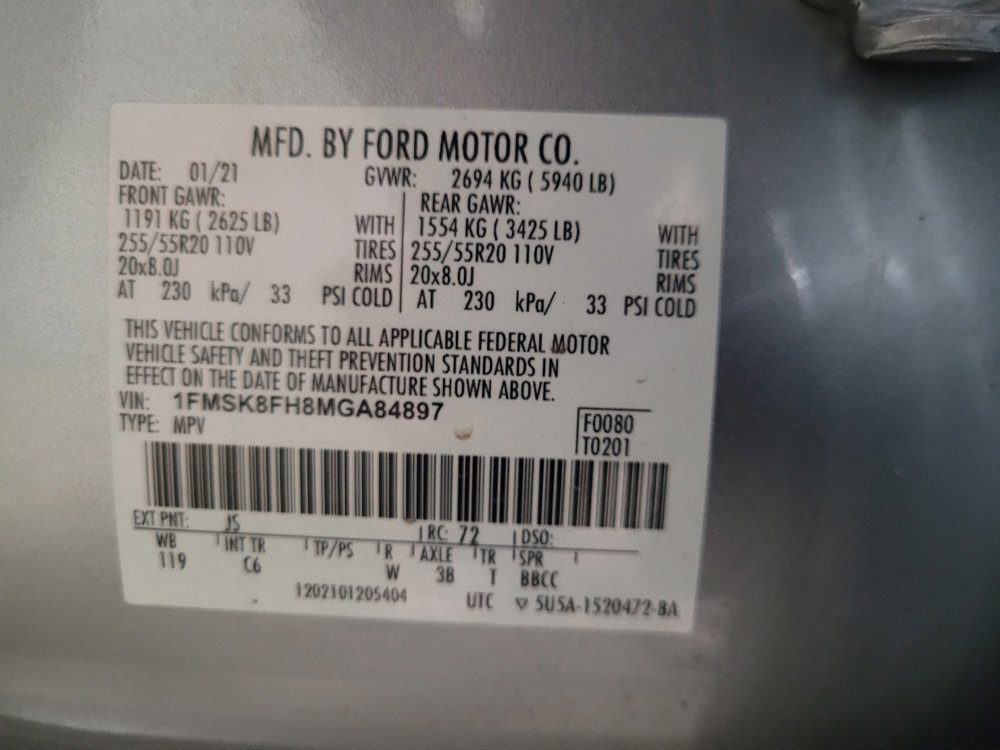 MFD. BY FORD MOTOR CO.
DATE: 01/21 GVWR: 2694 KG ( 5940 LB)
FRONT GAWR: REAR GAWR:
1191 KG ( 2625 LB) WITH 1554 KG ( 3425 LB) WITH
255/55R20 110V TIRES 255/55R20 110V TIRES
20x8.0J RIMS 20x8.0J RIMS
AT 230 kPa/ 33 PSI COLD AT 230 kPa/ 33 PSI COLD
THIS VEHICLE CONFORMS TO ALL APPLICABLE FEDERAL MOTOR
VEHICLE SAFETY AND THEFT PREVENTION STANDARDS IN
EFFECT ON THE DATE OF MANUFACTURE SHOWN ABOVE.
VIN: 1FMSK8FH8MGA84897
TYPE: MPV
F0080
T0201
EXT PNT: JS RC: 72 DSO:
WB INT TR TP/PS R AXLE TR SPR
119 C6 W 3B T BBCC
1202101205404 UTC ▽ 5U5A-1520472-BA